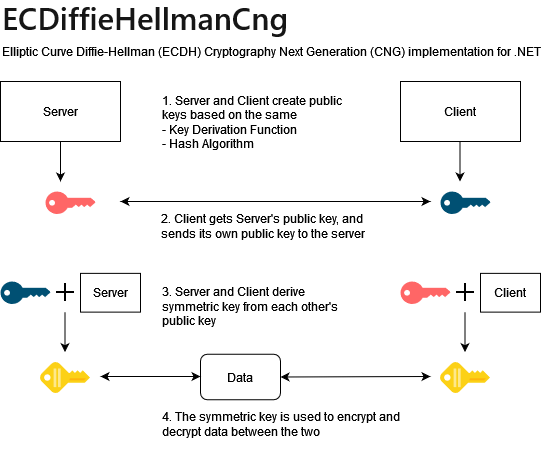 ECDiffieHellmanCng
Elliptic Curve Diffie-Hellman (ECDH) Cryptography Next Generation (CNG) implementation for .NET
Server
1. Server and Client create public
keys based on the same
- Key Derivation Function
- Hash Algorithm
Client
2. Client gets Server's public key, and
sends its own public key to the server
Server
3. Server and Client derive
symmetric key from each other's
public key
Client
Data
4. The symmetric key is used to encrypt and
decrypt data between the two